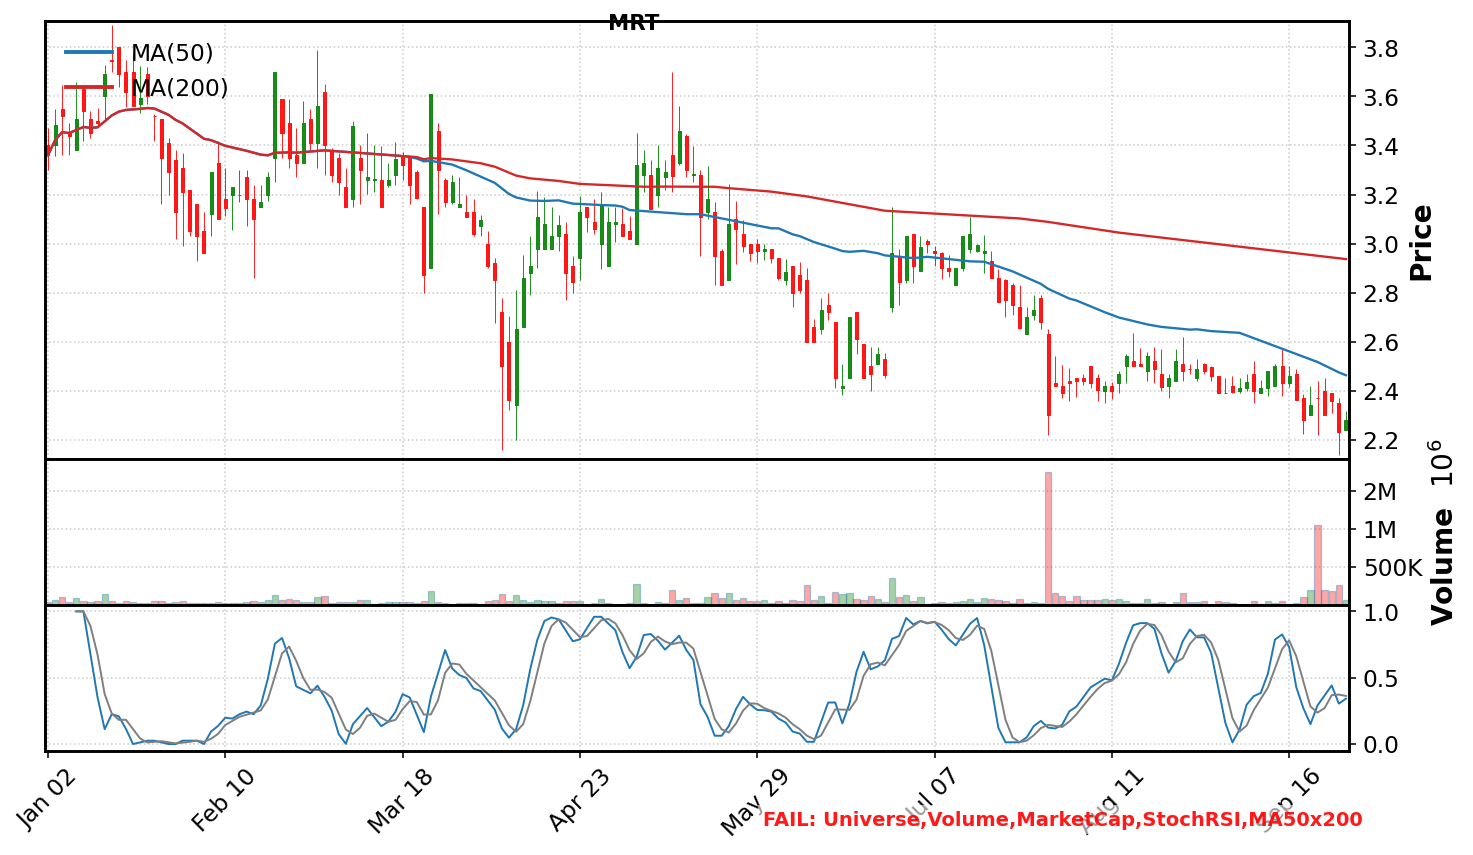 MRT
MA(50)
MA(200)
3.8
3.6
3.4
3.2
3.0
2.8
2.6
2.4
2.2
Price
2M
1M
500K
Volume 10⁶
1.0
0.5
0.0
Jan 02
Feb 10
Mar 18
Apr 23
May 29
Jul 07
Aug 11
Sep 16
FAIL: Universe,Volume,Marketcap,StochRSI,MA50x200